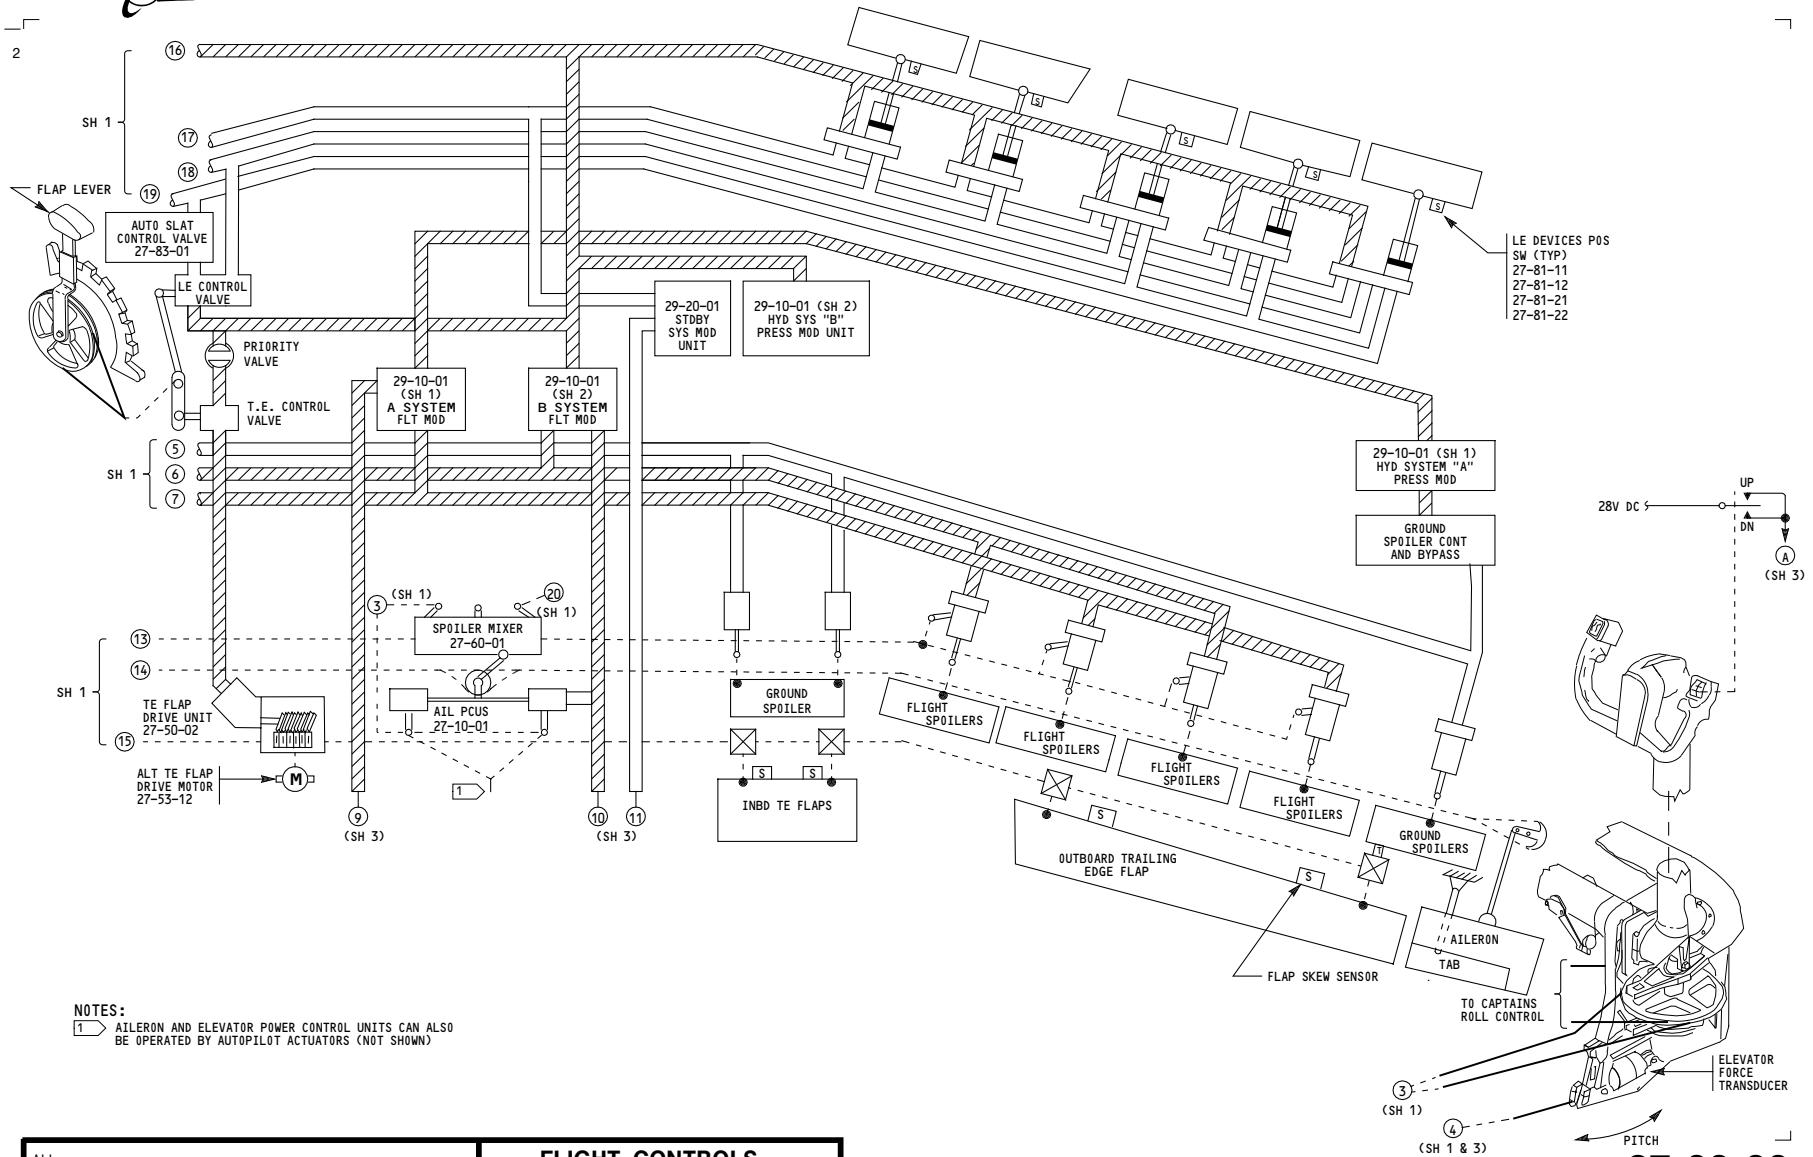 2
16
SH 1
17
18
19
FLAP LEVER
AUTO SLAT
CONTROL VALVE
27-83-01
LE CONTROL
VALVE
PRIORITY
VALVE
T.E. CONTROL
VALVE
29-20-01
STDBY
SYS MOD
UNIT
29-10-01 (SH 2)
HYD SYS "B"
PRESS MOD UNIT
29-10-01
(SH 1)
A SYSTEM
FLT MOD
29-10-01
(SH 2)
B SYSTEM
FLT MOD
S
S
S
S
S
LE DEVICES POS
SW (TYP)
27-81-11
27-81-12
27-81-21
27-81-22
SH 1
5
6
7
29-10-01 (SH 1)
HYD SYSTEM "A"
PRESS MOD
GROUND
SPOILER CONT
AND BYPASS
28V DC
UP
DN
A
(SH 3)
3
(SH 1)
20
(SH 1)
SPOILER MIXER
27-60-01
SH 1
13
14
15
TE FLAP
DRIVE UNIT
27-50-02
ALT TE FLAP
DRIVE MOTOR
27-53-12
M
AIL PCUS
27-10-01
1
9
(SH 3)
10
(SH 3)
11
GROUND
SPOILER
S
S
INBD TE FLAPS
FLIGHT
SPOILERS
FLIGHT
SPOILERS
FLIGHT
SPOILERS
FLIGHT
SPOILERS
GROUND
SPOILERS
T
S
S
OUTBOARD TRAILING
EDGE FLAP
FLAP SKEW SENSOR
AILERON
TAB
TO CAPTAINS
ROLL CONTROL
ELEVATOR
FORCE
TRANSDUCER
3
(SH 1)
4
(SH 1 & 3)
PITCH
NOTES:
1 AILERON AND ELEVATOR POWER CONTROL UNITS CAN ALSO
BE OPERATED BY AUTOPILOT ACTUATORS (NOT SHOWN)
FLIGHT CONTROLS